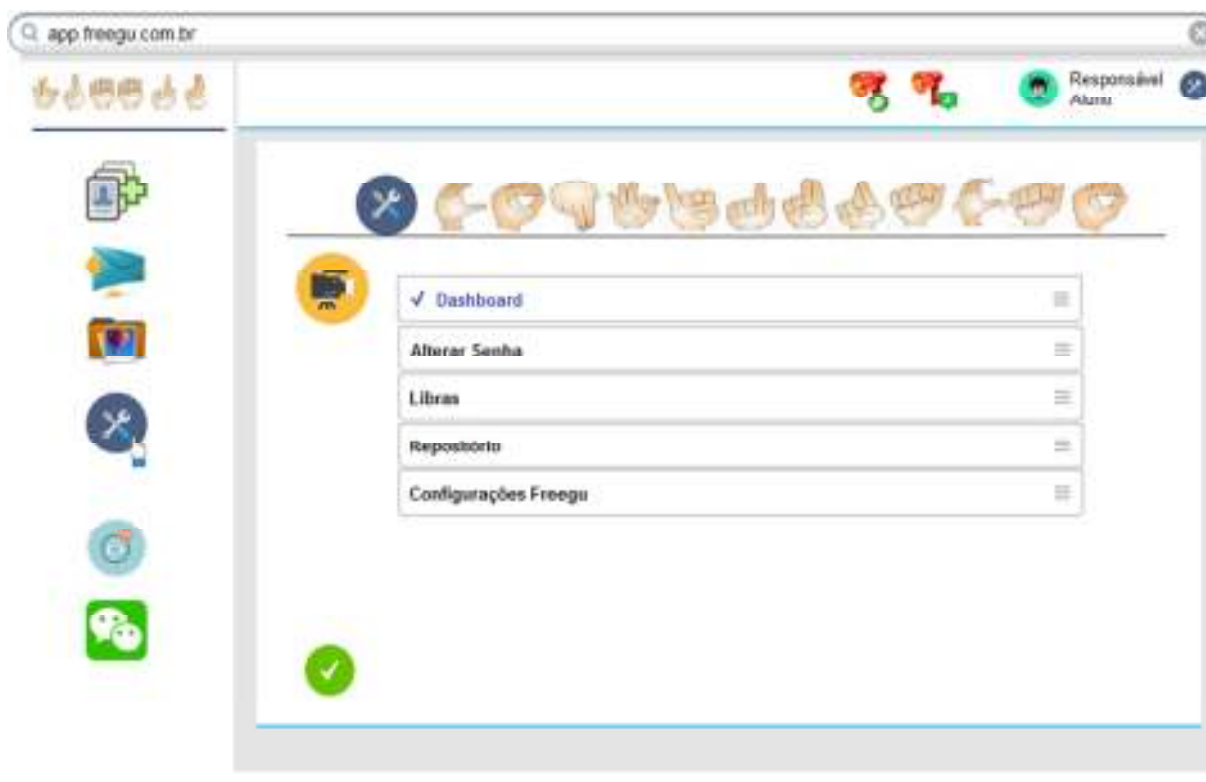 app.freegu.com.br
Responsável
Aluno
✓ Dashboard
Alterar Senha
Libras
Repositório
Configurações Freegu